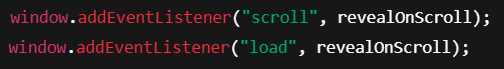 window.addEventListener("scroll", revealOnScroll);
window.addEventListener("load", revealOnScroll);